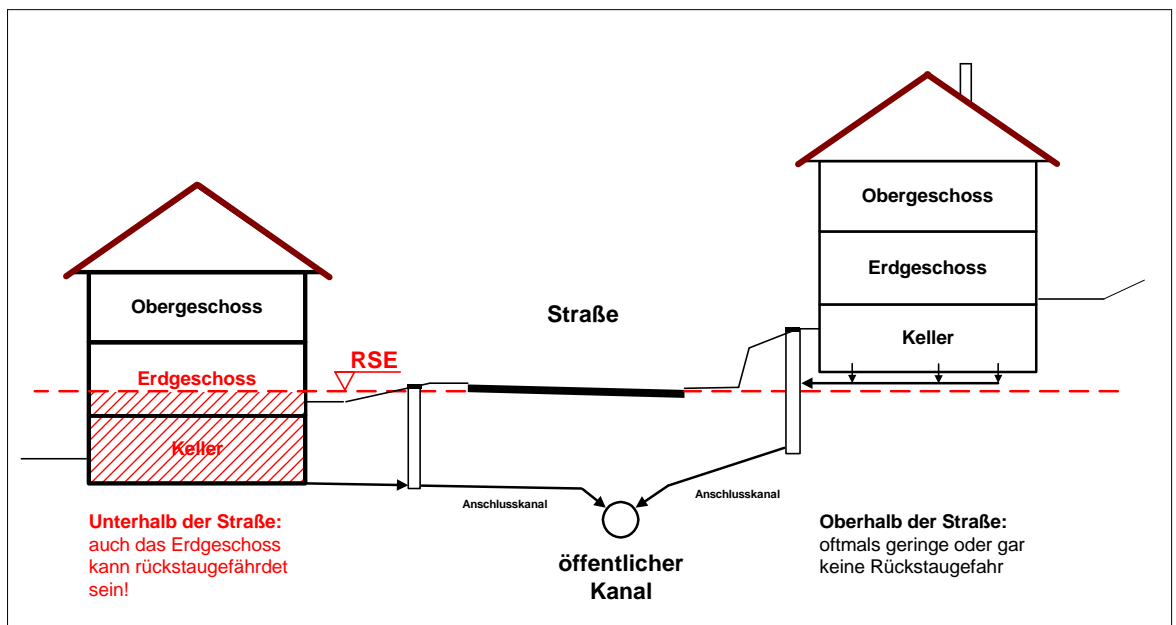 Obergeschoss
Erdgeschoss
Keller
Straße
Obergeschoss
RSE
Erdgeschoss
Keller
Anschlusskanal
Anschlusskanal
öffentlicher
Kanal
Unterhalb der Straße:
auch das Erdgeschoss
kann rückstaugefährdet
sein!
Oberhalb der Straße:
oftmals geringe oder gar
keine Rückstaugefahr